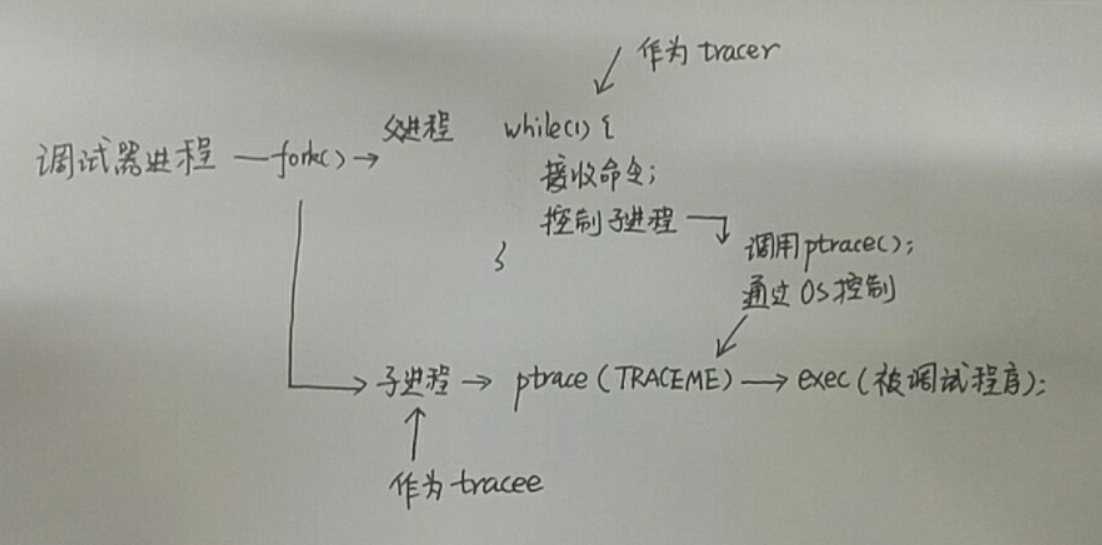 作为 tracer
父进程 while(1) {
调试器进程 —fork()→
接收命令;
控制子进程
调用ptrace();
}
通过 OS 控制
子进程 → ptrace (TRACEME) → exec (被调试程序);
作为 tracee